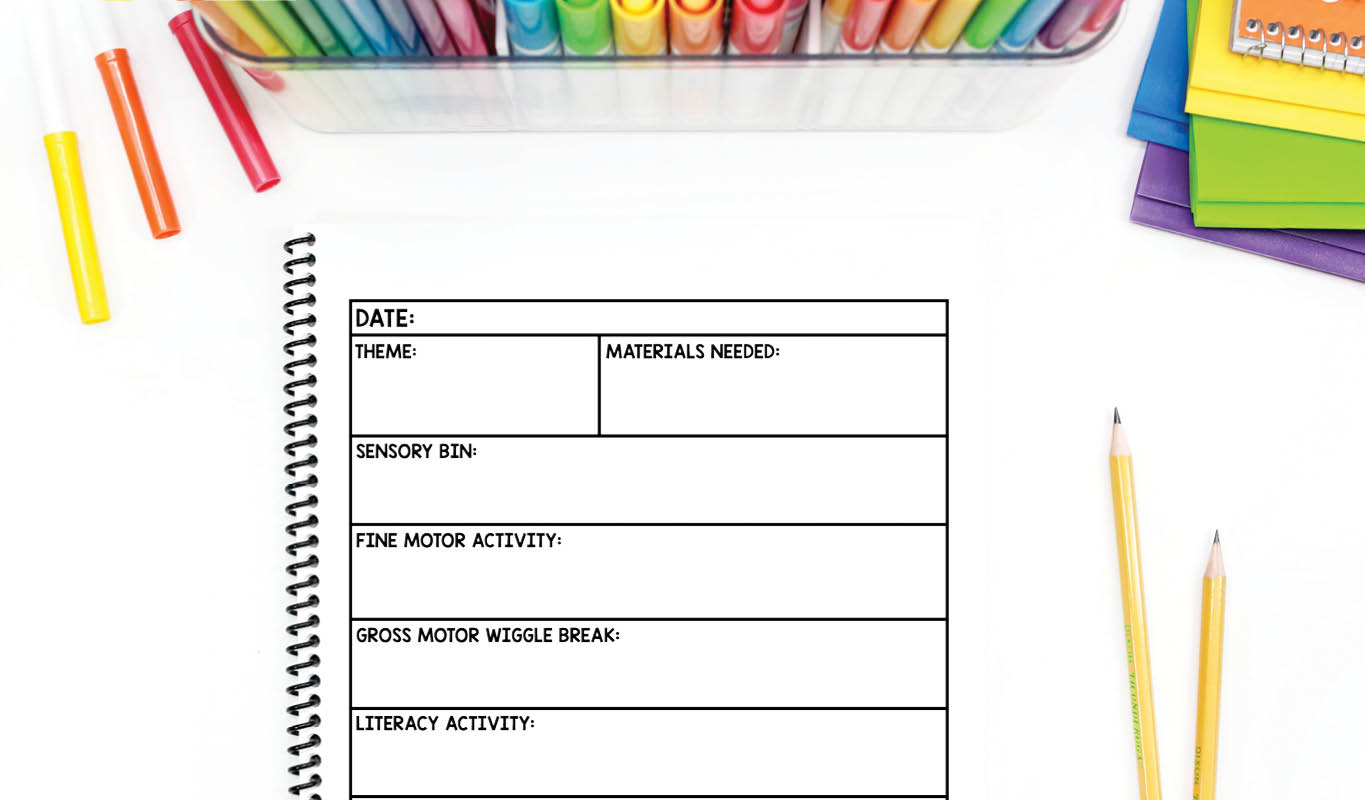 DATE:
THEME:
MATERIALS NEEDED:
SENSORY BIN:
FINE MOTOR ACTIVITY:
GROSS MOTOR WIGGLE BREAK:
LITERACY ACTIVITY:
DIXON TICONDEROGA
DIXON